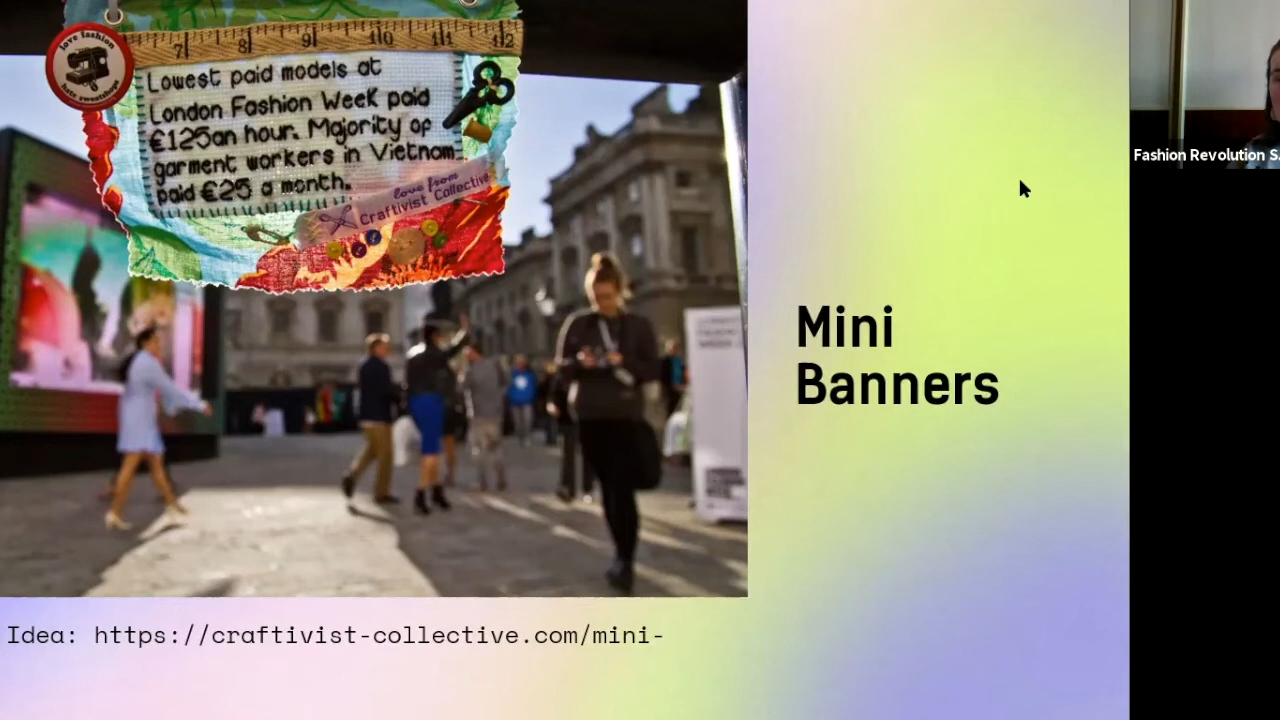 7 8 9 10 11 12
love fashion
hate sweatshops
Lowest paid models at
London Fashion Week paid
€125an hour. Majority of
garment workers in Vietnam
paid €25 a month.
love from
Craftivist Collective
Mini
Banners
Idea: https://craftivist-collective.com/mini-
Fashion Revolution S.